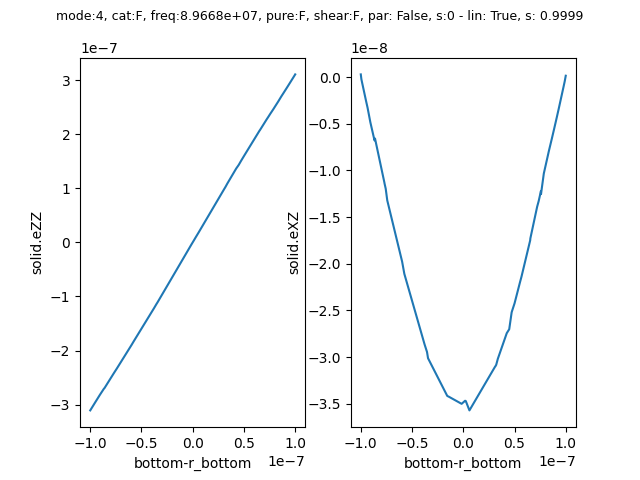 mode:4, cat:F, freq:8.9668e+07, pure:F, shear:F, par: False, s:0 - lin: True, s: 0.9999
1e−7
3
2
1
0
−1
−2
−3
solid.eZZ
−1.0 −0.5 0.0 0.5 1.0
bottom-r_bottom 1e−7
1e−8
0.0
−0.5
−1.0
−1.5
−2.0
−2.5
−3.0
−3.5
solid.eXZ
−1.0 −0.5 0.0 0.5 1.0
bottom-r_bottom 1e−7